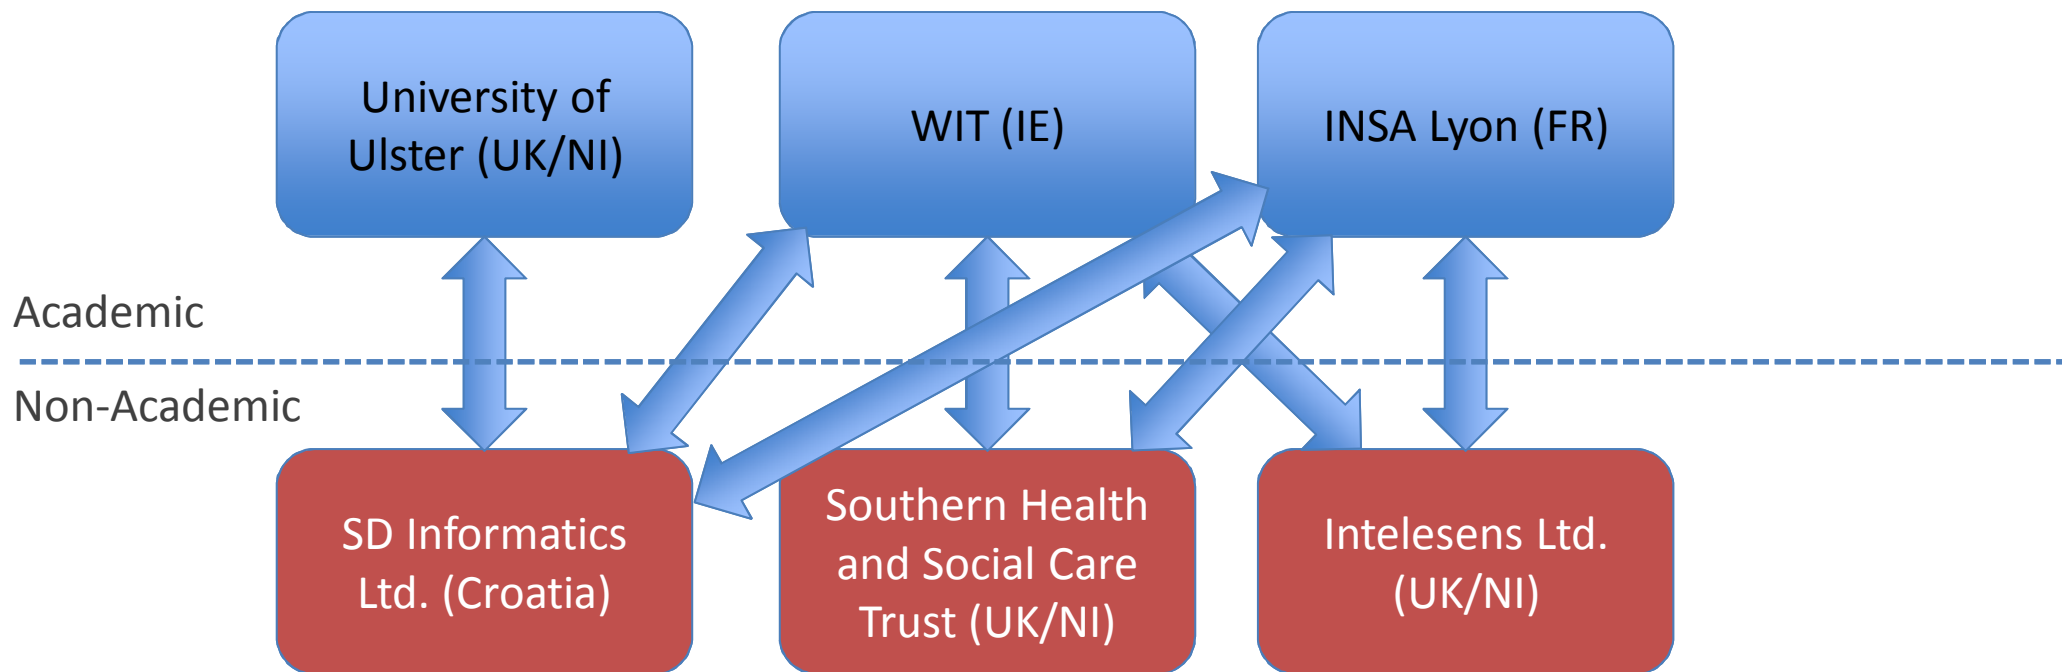 University of
Ulster (UK/NI)
WIT (IE)
INSA Lyon (FR)
Academic
Non-Academic
SD Informatics
Ltd. (Croatia)
Southern Health
and Social Care
Trust (UK/NI)
Intelesens Ltd.
(UK/NI)